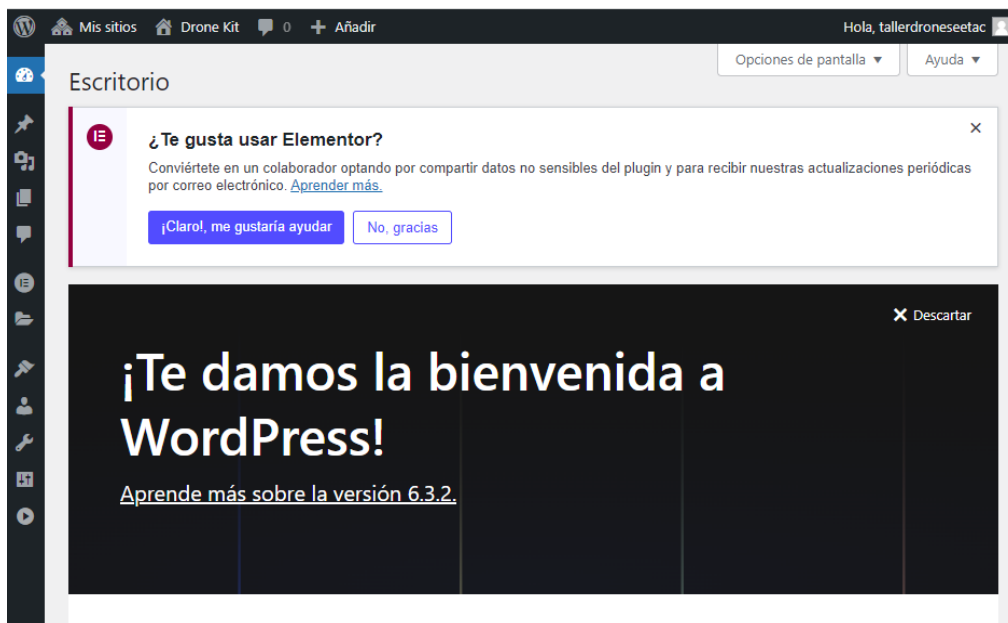 Mis sitios Drone Kit 0 Añadir Hola, tallerdroneseetac
Opciones de pantalla Ayuda
Escritorio
¿Te gusta usar Elementor?
Conviértete en un colaborador optando por compartir datos no sensibles del plugin y para recibir nuestras actualizaciones periódicas
por correo electrónico. Aprender más.
¡Claro!, me gustaría ayudar No, gracias
Descartar
¡Te damos la bienvenida a
WordPress!
Aprende más sobre la versión 6.3.2.